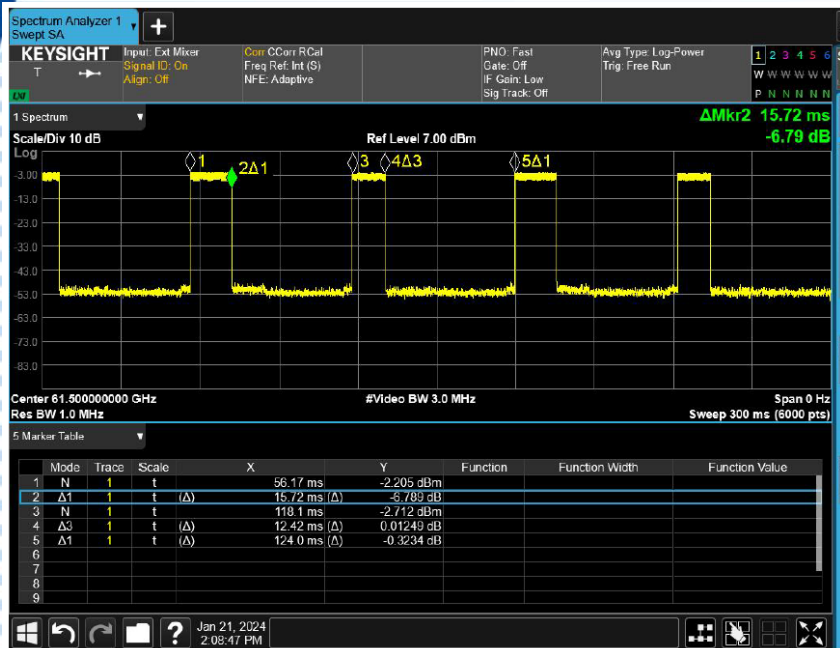 Spectrum Analyzer 1
Swept SA
+
KEYSIGHT
T
Input: Ext Mixer
Signal ID: On
Align: Off
Corr CCorr RCal
Freq Ref: Int (S)
NFE: Adaptive
PNO: Fast
Gate: Off
IF Gain: Low
Sig Track: Off
Avg Type: Log-Power
Trig: Free Run
1 2 3 4 5 6
W W W W W W
P N N N N N
1 Spectrum
ΔMkr2 15.72 ms
-6.79 dB
Scale/Div 10 dB
Ref Level 7.00 dBm
Log
1
2Δ1
3
4Δ3
5Δ1
-3.00
-13.0
-23.0
-33.0
-43.0
-53.0
-63.0
-73.0
-83.0
Center 61.500000000 GHz
#Video BW 3.0 MHz
Span 0 Hz
Res BW 1.0 MHz
Sweep 300 ms (6000 pts)
5 Marker Table
Mode Trace Scale X Y Function Function Width Function Value
1 N 1 t 56.17 ms -2.205 dBm
2 Δ1 1 t (Δ) 15.72 ms (Δ) -6.789 dB
3 N 1 t 118.1 ms -2.712 dBm
4 Δ3 1 t (Δ) 12.42 ms (Δ) 0.01249 dB
5 Δ1 1 t (Δ) 124.0 ms (Δ) -0.3234 dB
6
7
8
9
?
Jan 21, 2024
2:08:47 PM